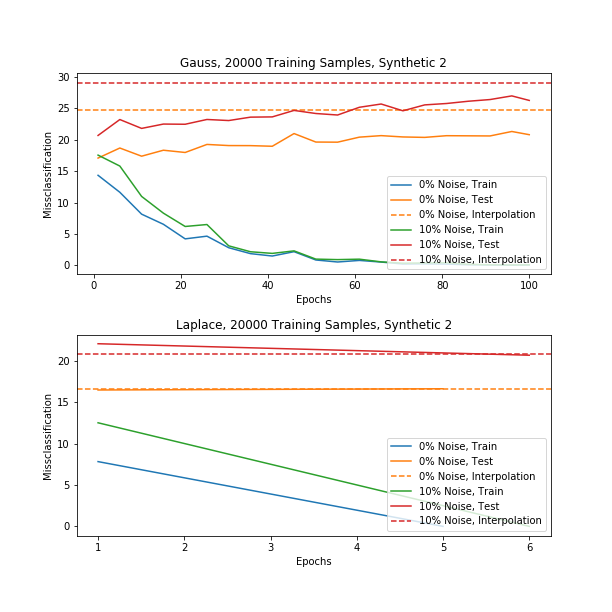 Gauss, 20000 Training Samples, Synthetic 2
30
25
20
15
10
5
0
Missclassification
0% Noise, Train
0% Noise, Test
0% Noise, Interpolation
10% Noise, Train
10% Noise, Test
10% Noise, Interpolation
0 20 40 60 80 100
Epochs
Laplace, 20000 Training Samples, Synthetic 2
20
15
10
5
0
Missclassification
0% Noise, Train
0% Noise, Test
0% Noise, Interpolation
10% Noise, Train
10% Noise, Test
10% Noise, Interpolation
1 2 3 4 5 6
Epochs